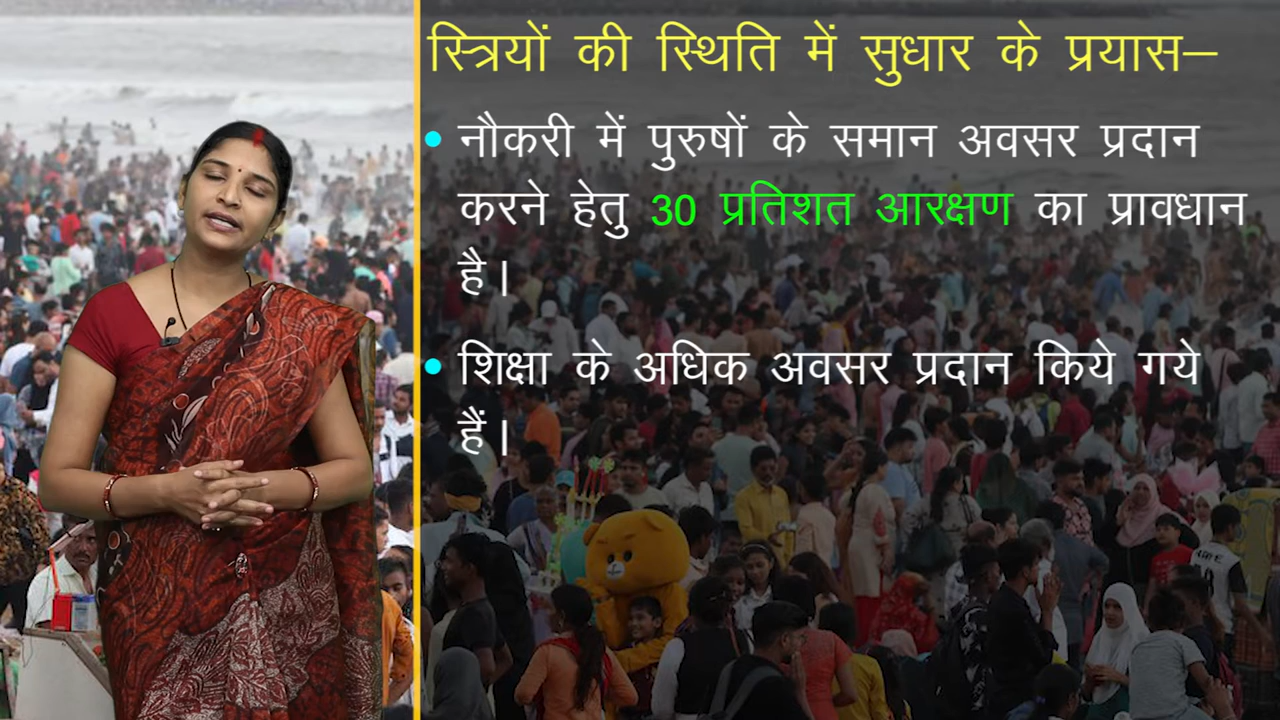 स्त्रियों की स्थिति में सुधार के प्रयास–
• नौकरी में पुरुषों के समान अवसर प्रदान
करने हेतु 30 प्रतिशत आरक्षण का प्रावधान
है।
• शिक्षा के अधिक अवसर प्रदान किये गये
हैं।